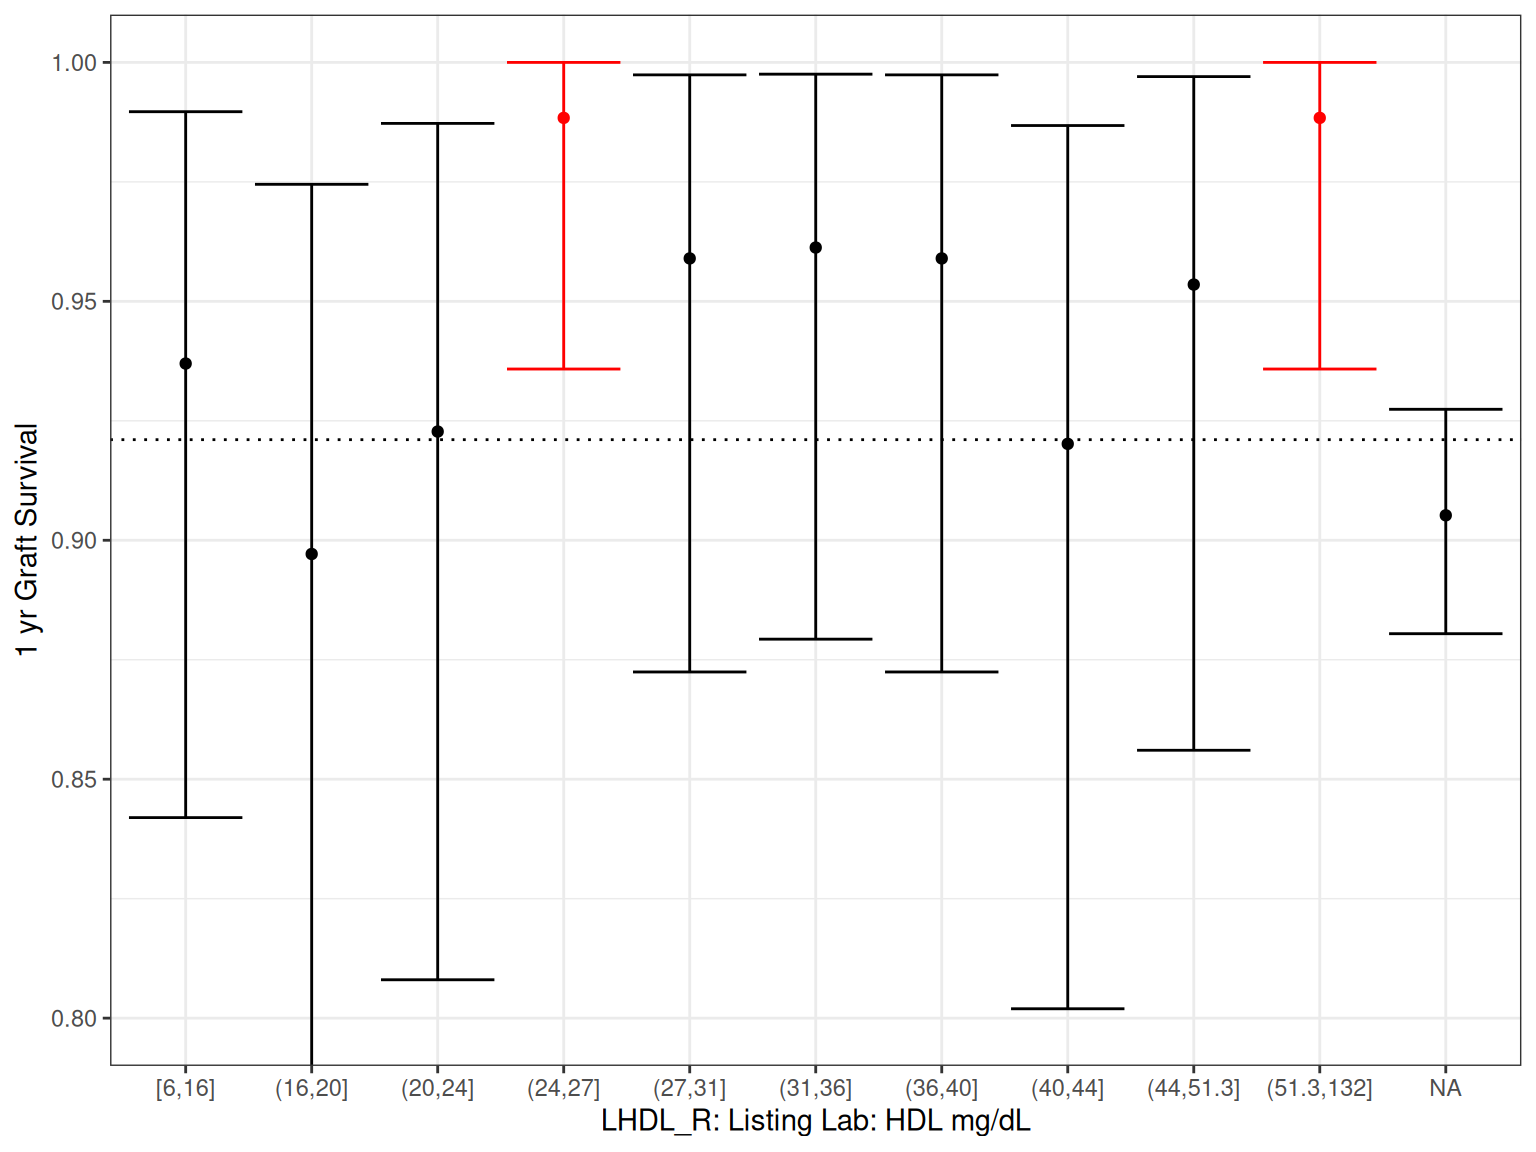 1.00
0.95
0.90
0.85
0.80
1 yr Graft Survival
[6,16] (16,20] (20,24] (24,27] (27,31] (31,36] (36,40] (40,44] (44,51.3] (51.3,132] NA
LHDL_R: Listing Lab: HDL mg/dL